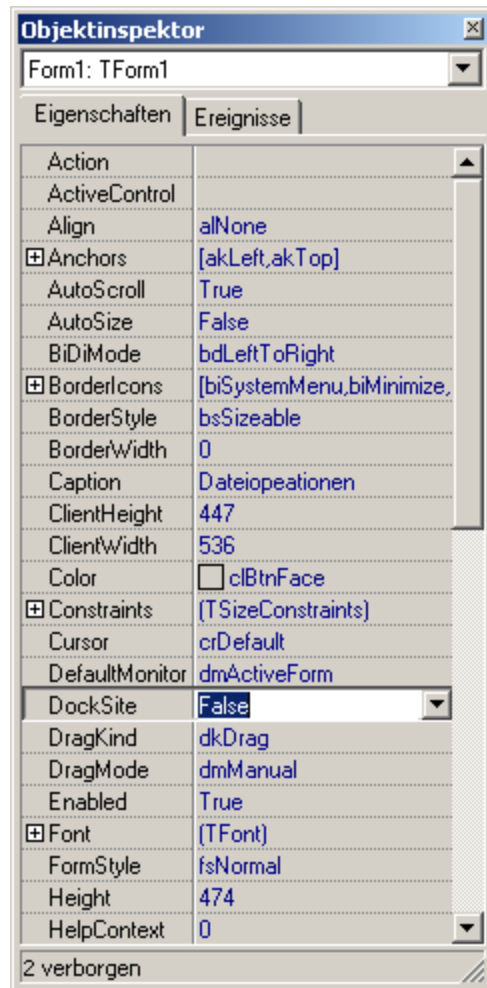 Objektinspektor
Form1: TForm1
Eigenschaften Ereignisse
Action
ActiveControl
Align alNone
Anchors [akLeft,akTop]
AutoScroll True
AutoSize False
BiDiMode bdLeftToRight
BorderIcons [biSystemMenu,biMinimize,
BorderStyle bsSizeable
BorderWidth 0
Caption Dateiopeationen
ClientHeight 447
ClientWidth 536
Color clBtnFace
Constraints (TSizeConstraints)
Cursor crDefault
DefaultMonitor dmActiveForm
DockSite False
DragKind dkDrag
DragMode dmManual
Enabled True
Font (TFont)
FormStyle fsNormal
Height 474
HelpContext 0
2 verborgen